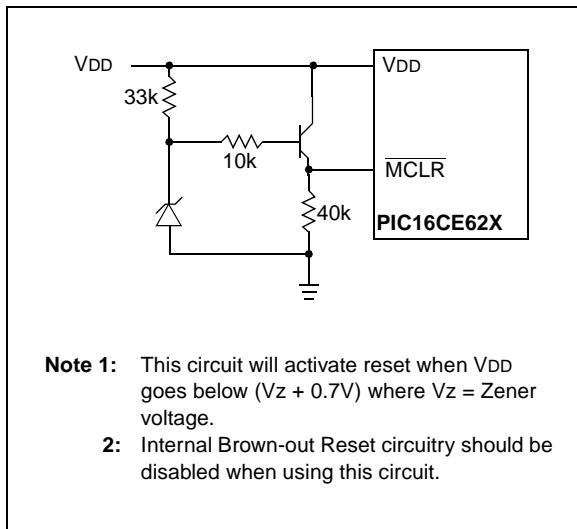 VDD
VDD
33k
10k
MCLR
40k
PIC16CE62X
Note 1: This circuit will activate reset when VDD
goes below (Vz + 0.7V) where Vz = Zener
voltage.
2: Internal Brown-out Reset circuitry should be
disabled when using this circuit.